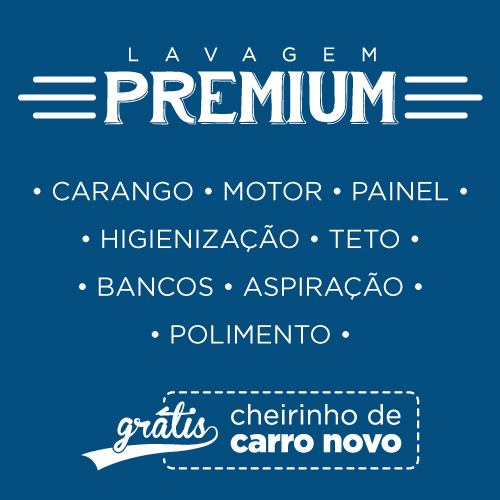 LAVAGEM
PREMIUM
• CARANGO • MOTOR • PAINEL •
• HIGIENIZAÇÃO • TETO •
• BANCOS • ASPIRAÇÃO •
• POLIMENTO •
grátis cheirinho de
carro novo